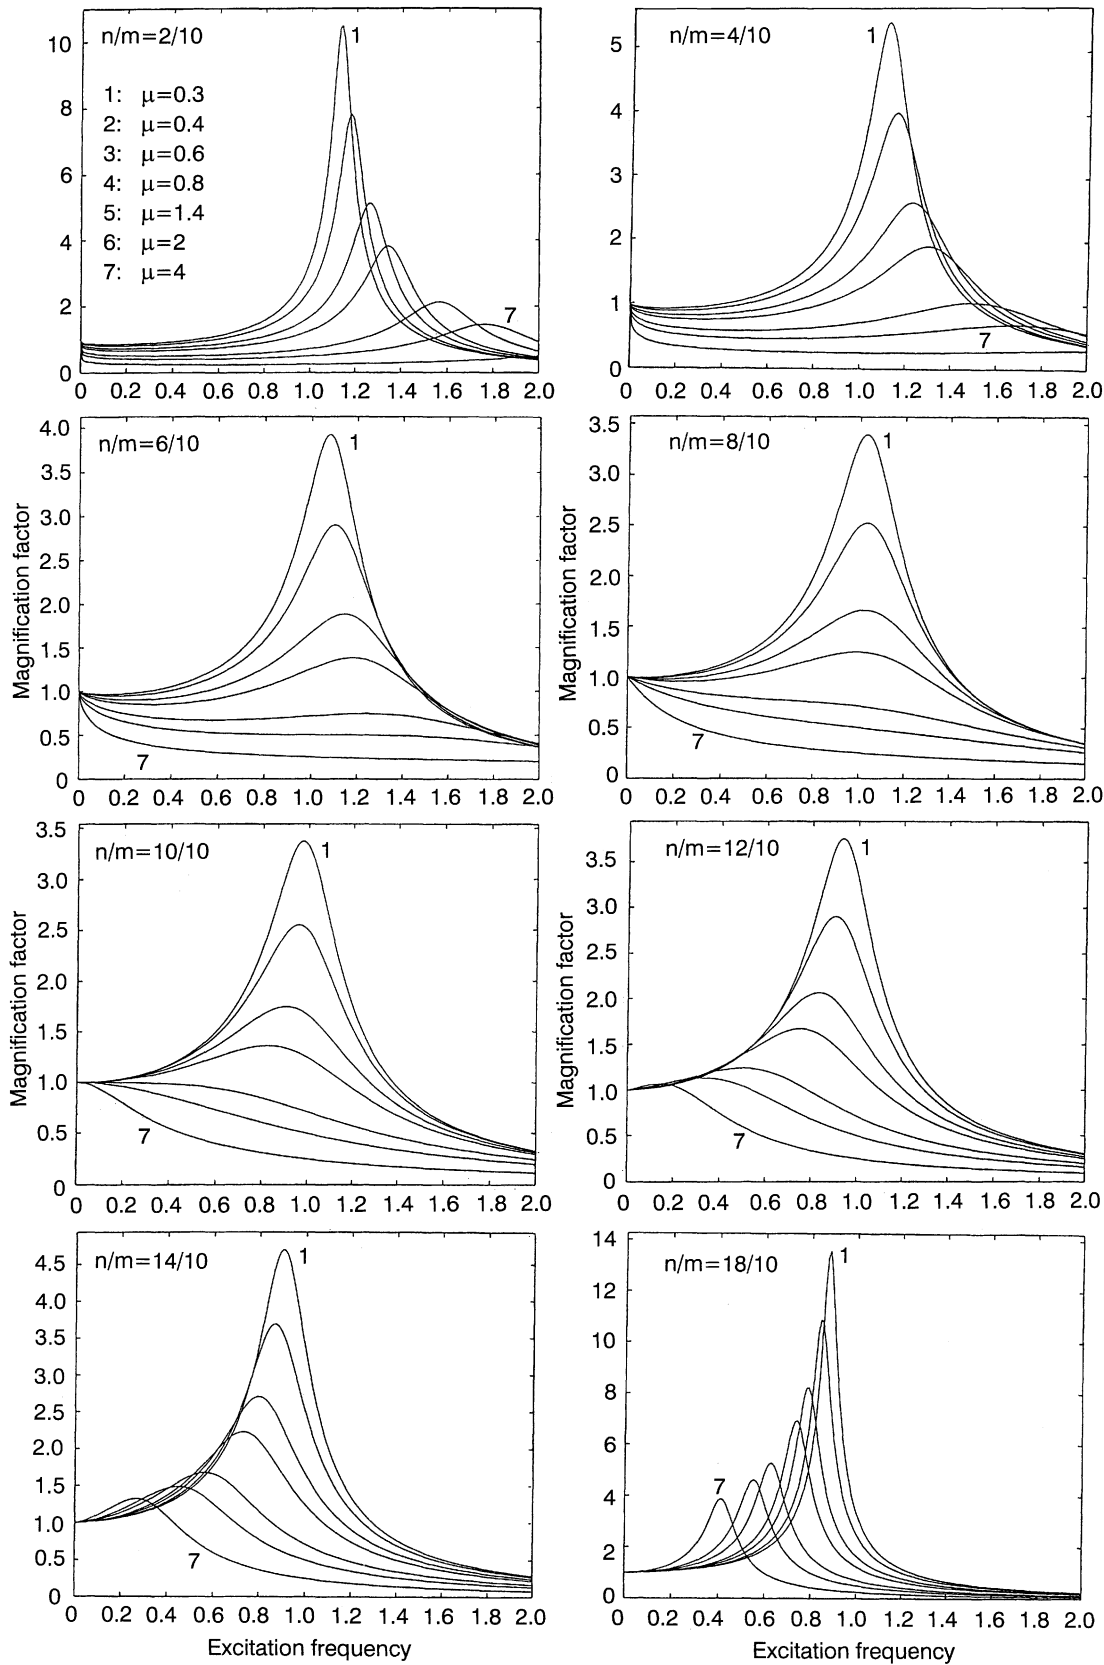 n/m=2/10
1
1: μ=0.3
2: μ=0.4
3: μ=0.6
4: μ=0.8
5: μ=1.4
6: μ=2
7: μ=4
7
10
8
6
4
2
0
0 0.2 0.4 0.6 0.8 1.0 1.2 1.4 1.6 1.8 2.0
n/m=4/10
1
7
5
4
3
2
1
0
0 0.2 0.4 0.6 0.8 1.0 1.2 1.4 1.6 1.8 2.0
n/m=6/10
1
7
Magnification factor
4.0
3.5
3.0
2.5
2.0
1.5
1.0
0.5
0
0 0.2 0.4 0.6 0.8 1.0 1.2 1.4 1.6 1.8 2.0
n/m=8/10
1
7
Magnification factor
3.5
3.0
2.5
2.0
1.5
1.0
0.5
0
0 0.2 0.4 0.6 0.8 1.0 1.2 1.4 1.6 1.8 2.0
n/m=10/10
1
7
Magnification factor
3.5
3.0
2.5
2.0
1.5
1.0
0.5
0
0 0.2 0.4 0.6 0.8 1.0 1.2 1.4 1.6 1.8 2.0
n/m=12/10
1
7
Magnification factor
3.5
3.0
2.5
2.0
1.5
1.0
0.5
0
0 0.2 0.4 0.6 0.8 1.0 1.2 1.4 1.6 1.8 2.0
n/m=14/10
1
7
4.5
4.0
3.5
3.0
2.5
2.0
1.5
1.0
0.5
0
0 0.2 0.4 0.6 0.8 1.0 1.2 1.4 1.6 1.8 2.0
Excitation frequency
n/m=18/10
1
7
14
12
10
8
6
4
2
0
0 0.2 0.4 0.6 0.8 1.0 1.2 1.4 1.6 1.8 2.0
Excitation frequency